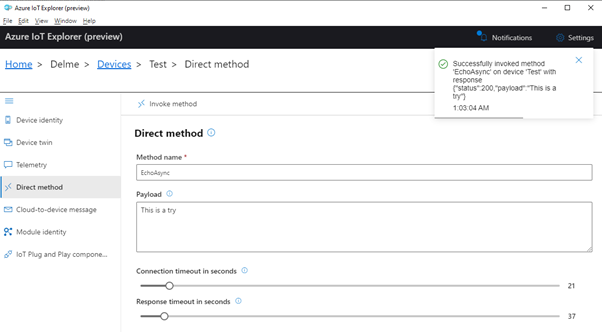 Azure IoT Explorer (preview)
File Edit View Window Help
Azure IoT Explorer (preview)
Notifications
Settings
Home > Delme > Devices > Test > Direct method
Successfully invoked method
'EchoAsync' on device 'Test' with
response
{"status":200,"payload":"This is a
try"}
1:03:04 AM
Device identity
Device twin
Telemetry
Direct method
Cloud-to-device message
Module identity
IoT Plug and Play compone...
Invoke method
Direct method
Method name *
EchoAsync
Payload
This is a try
Connection timeout in seconds
21
Response timeout in seconds
37